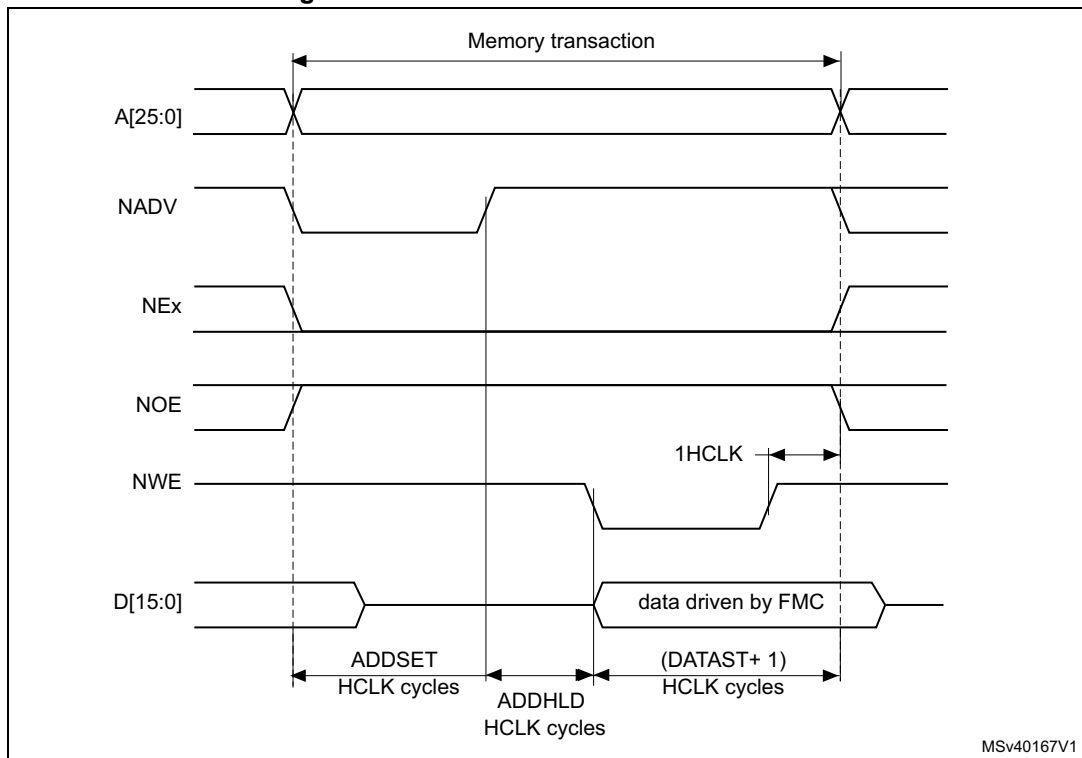 Memory transaction
A[25:0]
NADV
NEx
NOE
1HCLK
NWE
D[15:0]
data driven by FMC
ADDSET
HCLK cycles
(DATAST+ 1)
HCLK cycles
ADDHLD
HCLK cycles
MSv40167V1